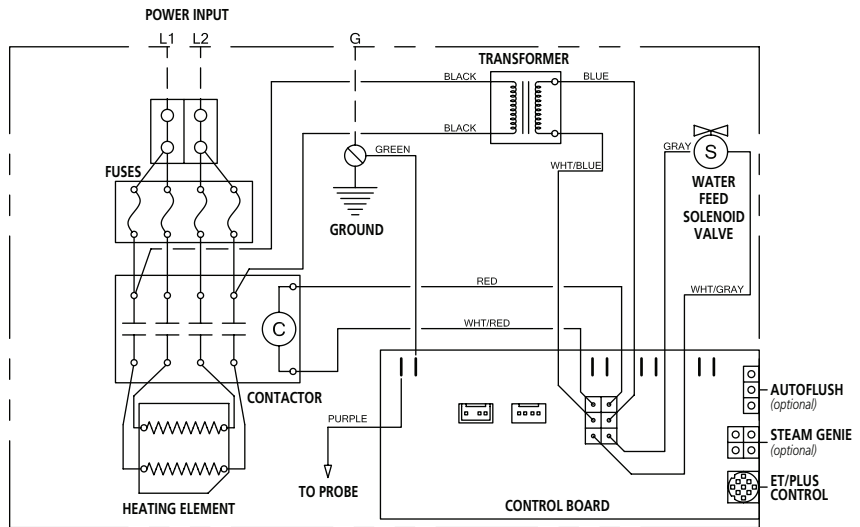 POWER INPUT
L1 L2 G
TRANSFORMER
BLACK
BLUE
BLACK
GREEN
GRAY
S
FUSES
WHT/BLUE
WATER
FEED
SOLENOID
VALVE
GROUND
RED
WHT/GRAY
WHT/RED
C
CONTACTOR
AUTOFLUSH
(optional)
PURPLE
STEAM GENIE
(optional)
TO PROBE
ET/PLUS
CONTROL
HEATING ELEMENT
CONTROL BOARD